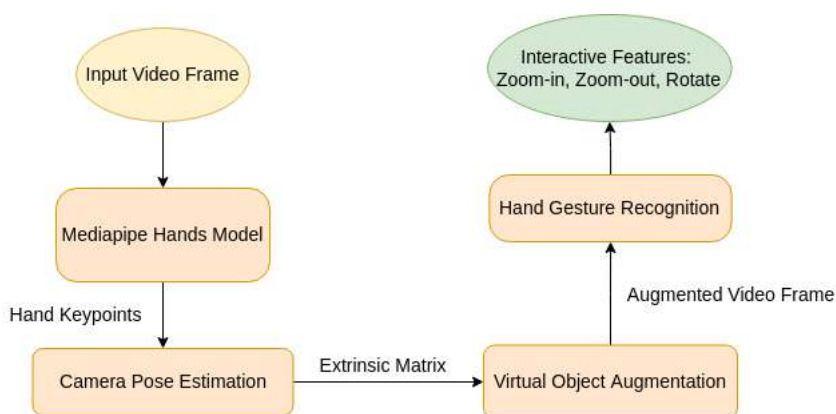 Input Video Frame
Mediapipe Hands Model
Hand Keypoints
Camera Pose Estimation
Extrinsic Matrix
Virtual Object Augmentation
Augmented Video Frame
Hand Gesture Recognition
Interactive Features:
Zoom-in, Zoom-out, Rotate